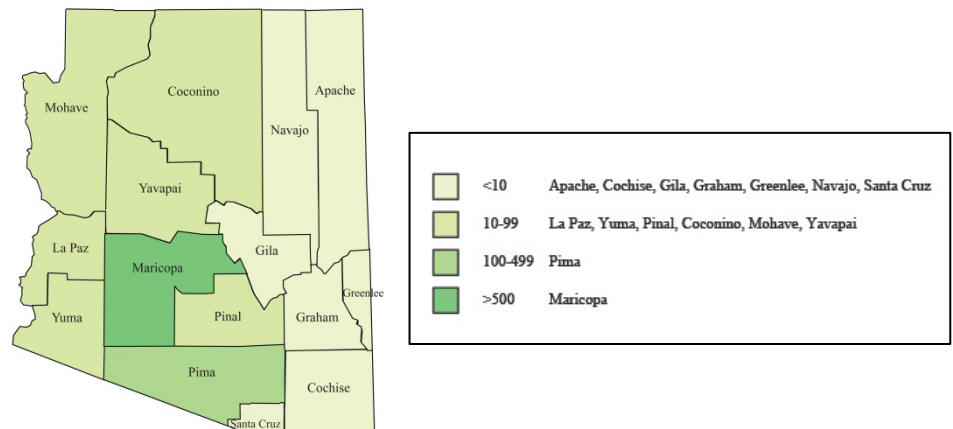 Mohave
Coconino
Navajo
Apache
Yavapai
La Paz
Maricopa
Gila
Yuma
Pinal
Graham
Greenlee
Pima
Cochise
Santa Cruz
<10 Apache, Cochise, Gila, Graham, Greenlee, Navajo, Santa Cruz
10-99 La Paz, Yuma, Pinal, Coconino, Mohave, Yavapai
100-499 Pima
>500 Maricopa